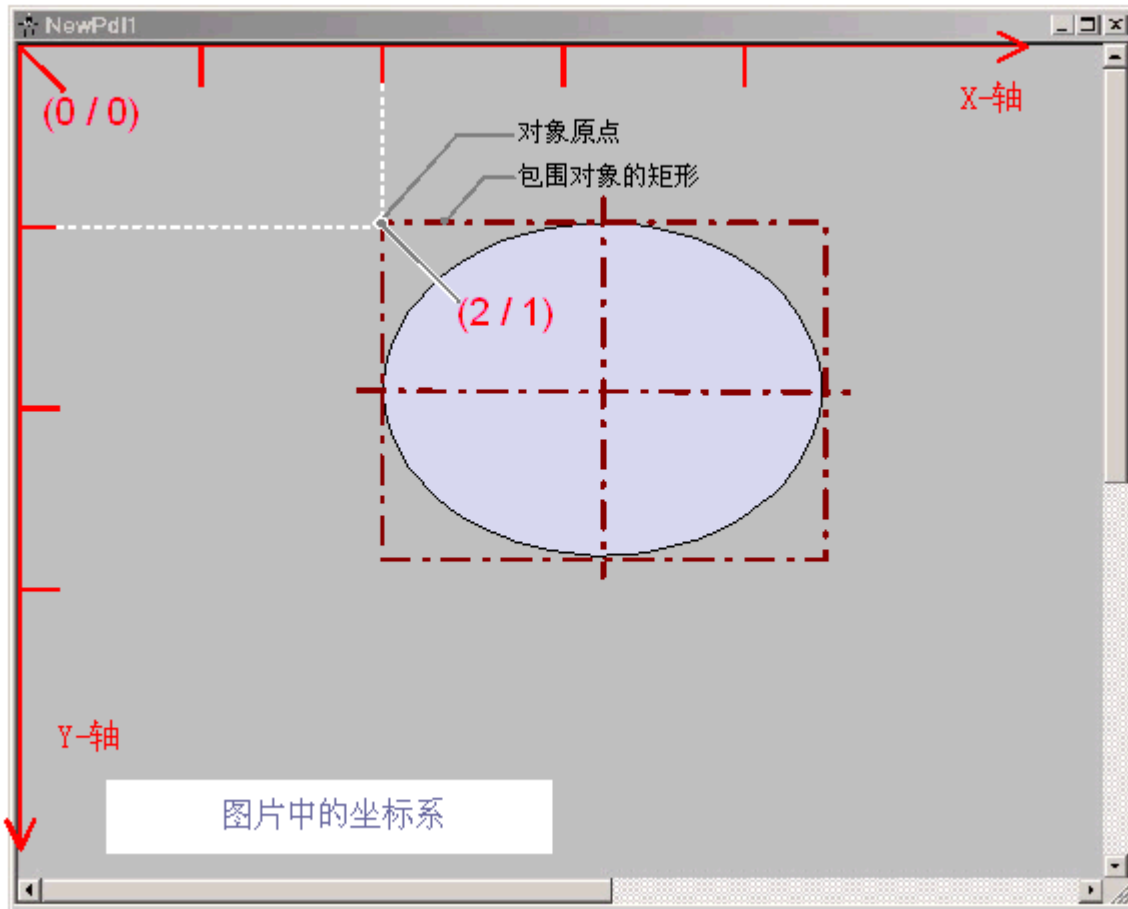 NewPdl1
X-轴
(0 / 0)
对象原点
包围对象的矩形
(2 / 1)
Y-轴
图片中的坐标系